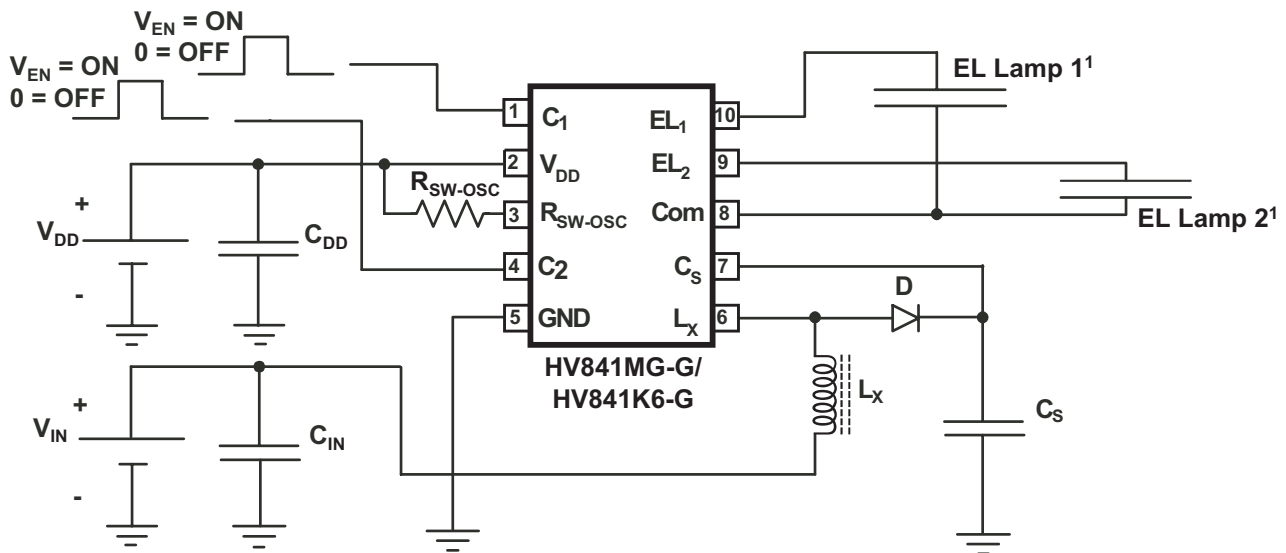 V_EN = ON
0 = OFF
V_EN = ON
0 = OFF
EL Lamp 1¹
1 C₁ EL₁ 10
2 V_DD EL₂ 9
R_SW-OSC
3 R_SW-OSC Com 8
EL Lamp 2¹
+
V_DD
-
C_DD
4 C2 C_S 7
D
5 GND L_X 6
HV841MG-G/
HV841K6-G
L_X
C_S
+
V_IN
-
C_IN